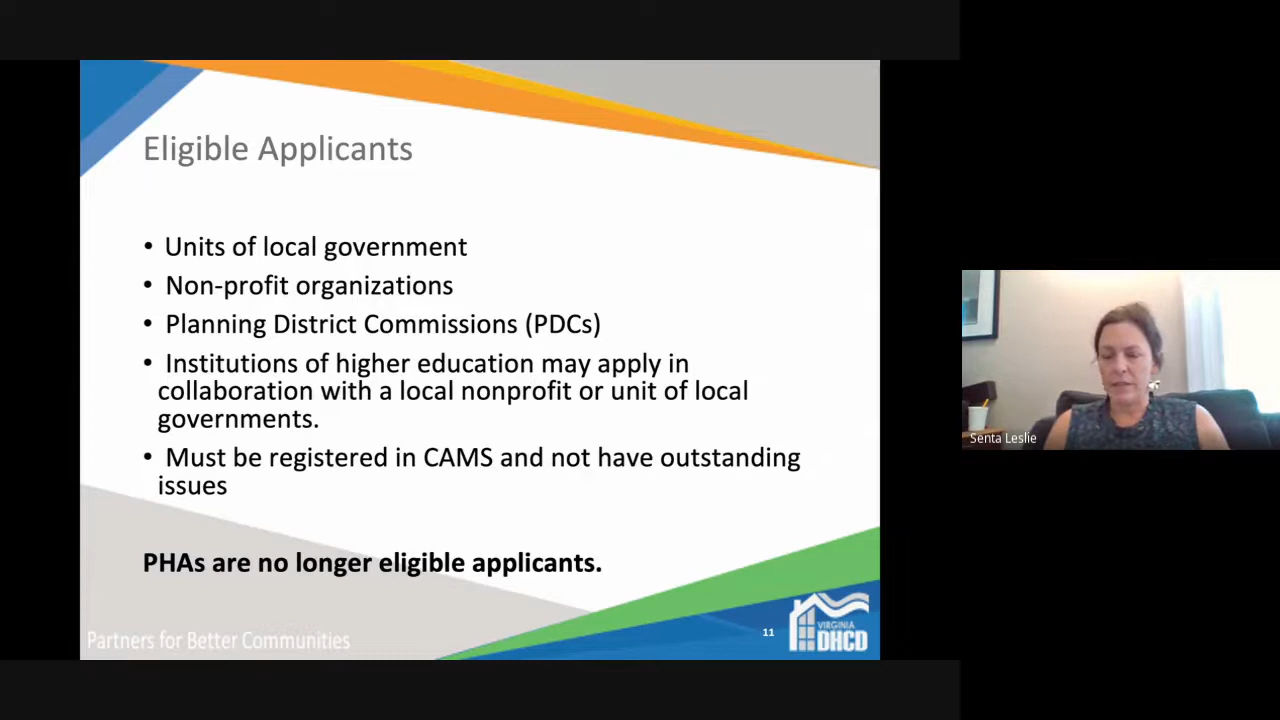 Eligible Applicants
• Units of local government
• Non-profit organizations
• Planning District Commissions (PDCs)
• Institutions of higher education may apply in
collaboration with a local nonprofit or unit of local
governments.
• Must be registered in CAMS and not have outstanding
issues
PHAs are no longer eligible applicants.
Senta Leslie
Partners for Better Communities
11
VIRGINIA
DHCD